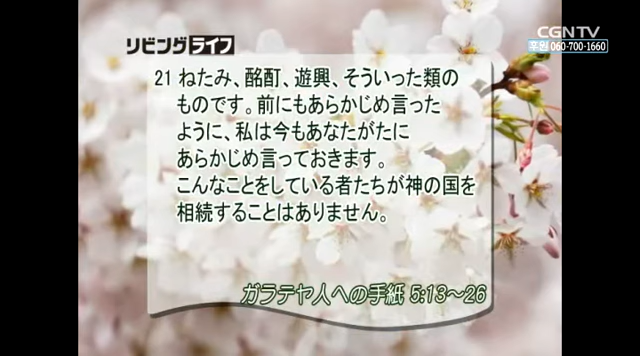 リビングライフ
CGNTV
후원 060-700-1660
21 ねたみ、酩酊、遊興、そういった類の
ものです。前にもあらかじめ言った
ように、私は今もあなたがたに
あらかじめ言っておきます。
こんなことをしている者たちが神の国を
相続することはありません。
ガラテヤ人への手紙 5:13～26